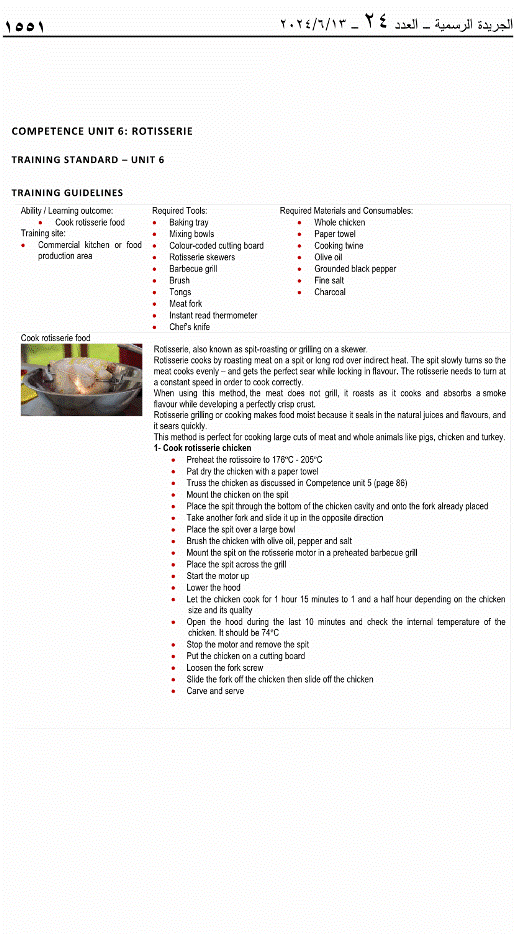 الجريدة الرسمية ــ العدد ٢٤ ــ ٢٠٢٤/٦/١٣
١٥٥١
COMPETENCE UNIT 6: ROTISSERIE
TRAINING STANDARD – UNIT 6
TRAINING GUIDELINES
Ability / Learning outcome:
• Cook rotisserie food
Training site:
• Commercial kitchen or food
production area
Required Tools:
• Baking tray
• Mixing bowls
• Colour-coded cutting board
• Rotisserie skewers
• Barbecue grill
• Brush
• Tongs
• Meat fork
• Instant read thermometer
• Chef's knife
Required Materials and Consumables:
• Whole chicken
• Paper towel
• Cooking twine
• Olive oil
• Grounded black pepper
• Fine salt
• Charcoal
Cook rotisserie food
Rotisserie, also known as spit-roasting or grilling on a skewer.
Rotisserie cooks by roasting meat on a spit or long rod over indirect heat. The spit slowly turns so the
meat cooks evenly – and gets the perfect sear while locking in flavour. The rotisserie needs to turn at
a constant speed in order to cook correctly.
When using this method, the meat does not grill, it roasts as it cooks and absorbs a smoke
flavour while developing a perfectly crisp crust.
Rotisserie grilling or cooking makes food moist because it seals in the natural juices and flavours, and
it sears quickly.
This method is perfect for cooking large cuts of meat and whole animals like pigs, chicken and turkey.
1- Cook rotisserie chicken
• Preheat the rotissoire to 176°C - 205°C
• Pat dry the chicken with a paper towel
• Truss the chicken as discussed in Competence unit 5 (page 86)
• Mount the chicken on the spit
• Place the spit through the bottom of the chicken cavity and onto the fork already placed
• Take another fork and slide it up in the opposite direction
• Place the spit over a large bowl
• Brush the chicken with olive oil, pepper and salt
• Mount the spit on the rotisserie motor in a preheated barbecue grill
• Place the spit across the grill
• Start the motor up
• Lower the hood
• Let the chicken cook for 1 hour 15 minutes to 1 and a half hour depending on the chicken
size and its quality
• Open the hood during the last 10 minutes and check the internal temperature of the
chicken. It should be 74°C
• Stop the motor and remove the spit
• Put the chicken on a cutting board
• Loosen the fork screw
• Slide the fork off the chicken then slide off the chicken
• Carve and serve